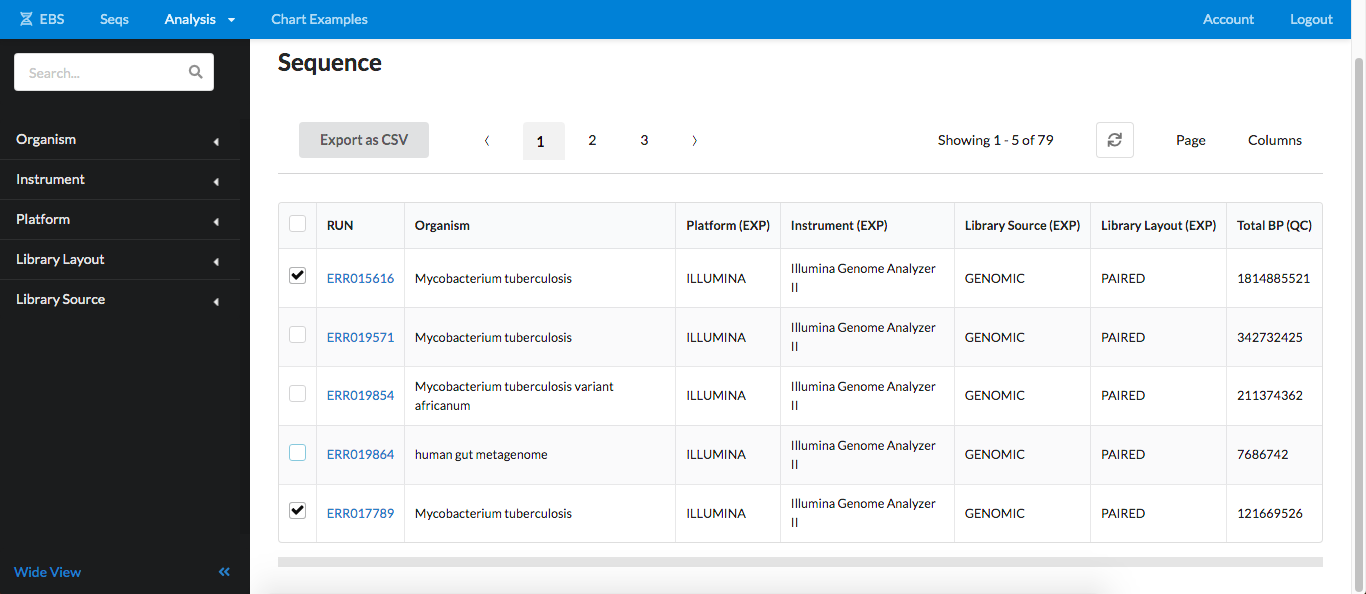 EBS Seqs Analysis Chart Examples Account Logout
Search...
Organism
Instrument
Platform
Library Layout
Library Source
Wide View
Sequence
Export as CSV 1 2 3 Showing 1 - 5 of 79 Page Columns
RUN Organism Platform (EXP) Instrument (EXP) Library Source (EXP) Library Layout (EXP) Total BP (QC)
ERR015616 Mycobacterium tuberculosis ILLUMINA Illumina Genome Analyzer II GENOMIC PAIRED 1814885521
ERR019571 Mycobacterium tuberculosis ILLUMINA Illumina Genome Analyzer II GENOMIC PAIRED 342732425
ERR019854 Mycobacterium tuberculosis variant africanum ILLUMINA Illumina Genome Analyzer II GENOMIC PAIRED 211374362
ERR019864 human gut metagenome ILLUMINA Illumina Genome Analyzer II GENOMIC PAIRED 7686742
ERR017789 Mycobacterium tuberculosis ILLUMINA Illumina Genome Analyzer II GENOMIC PAIRED 121669526